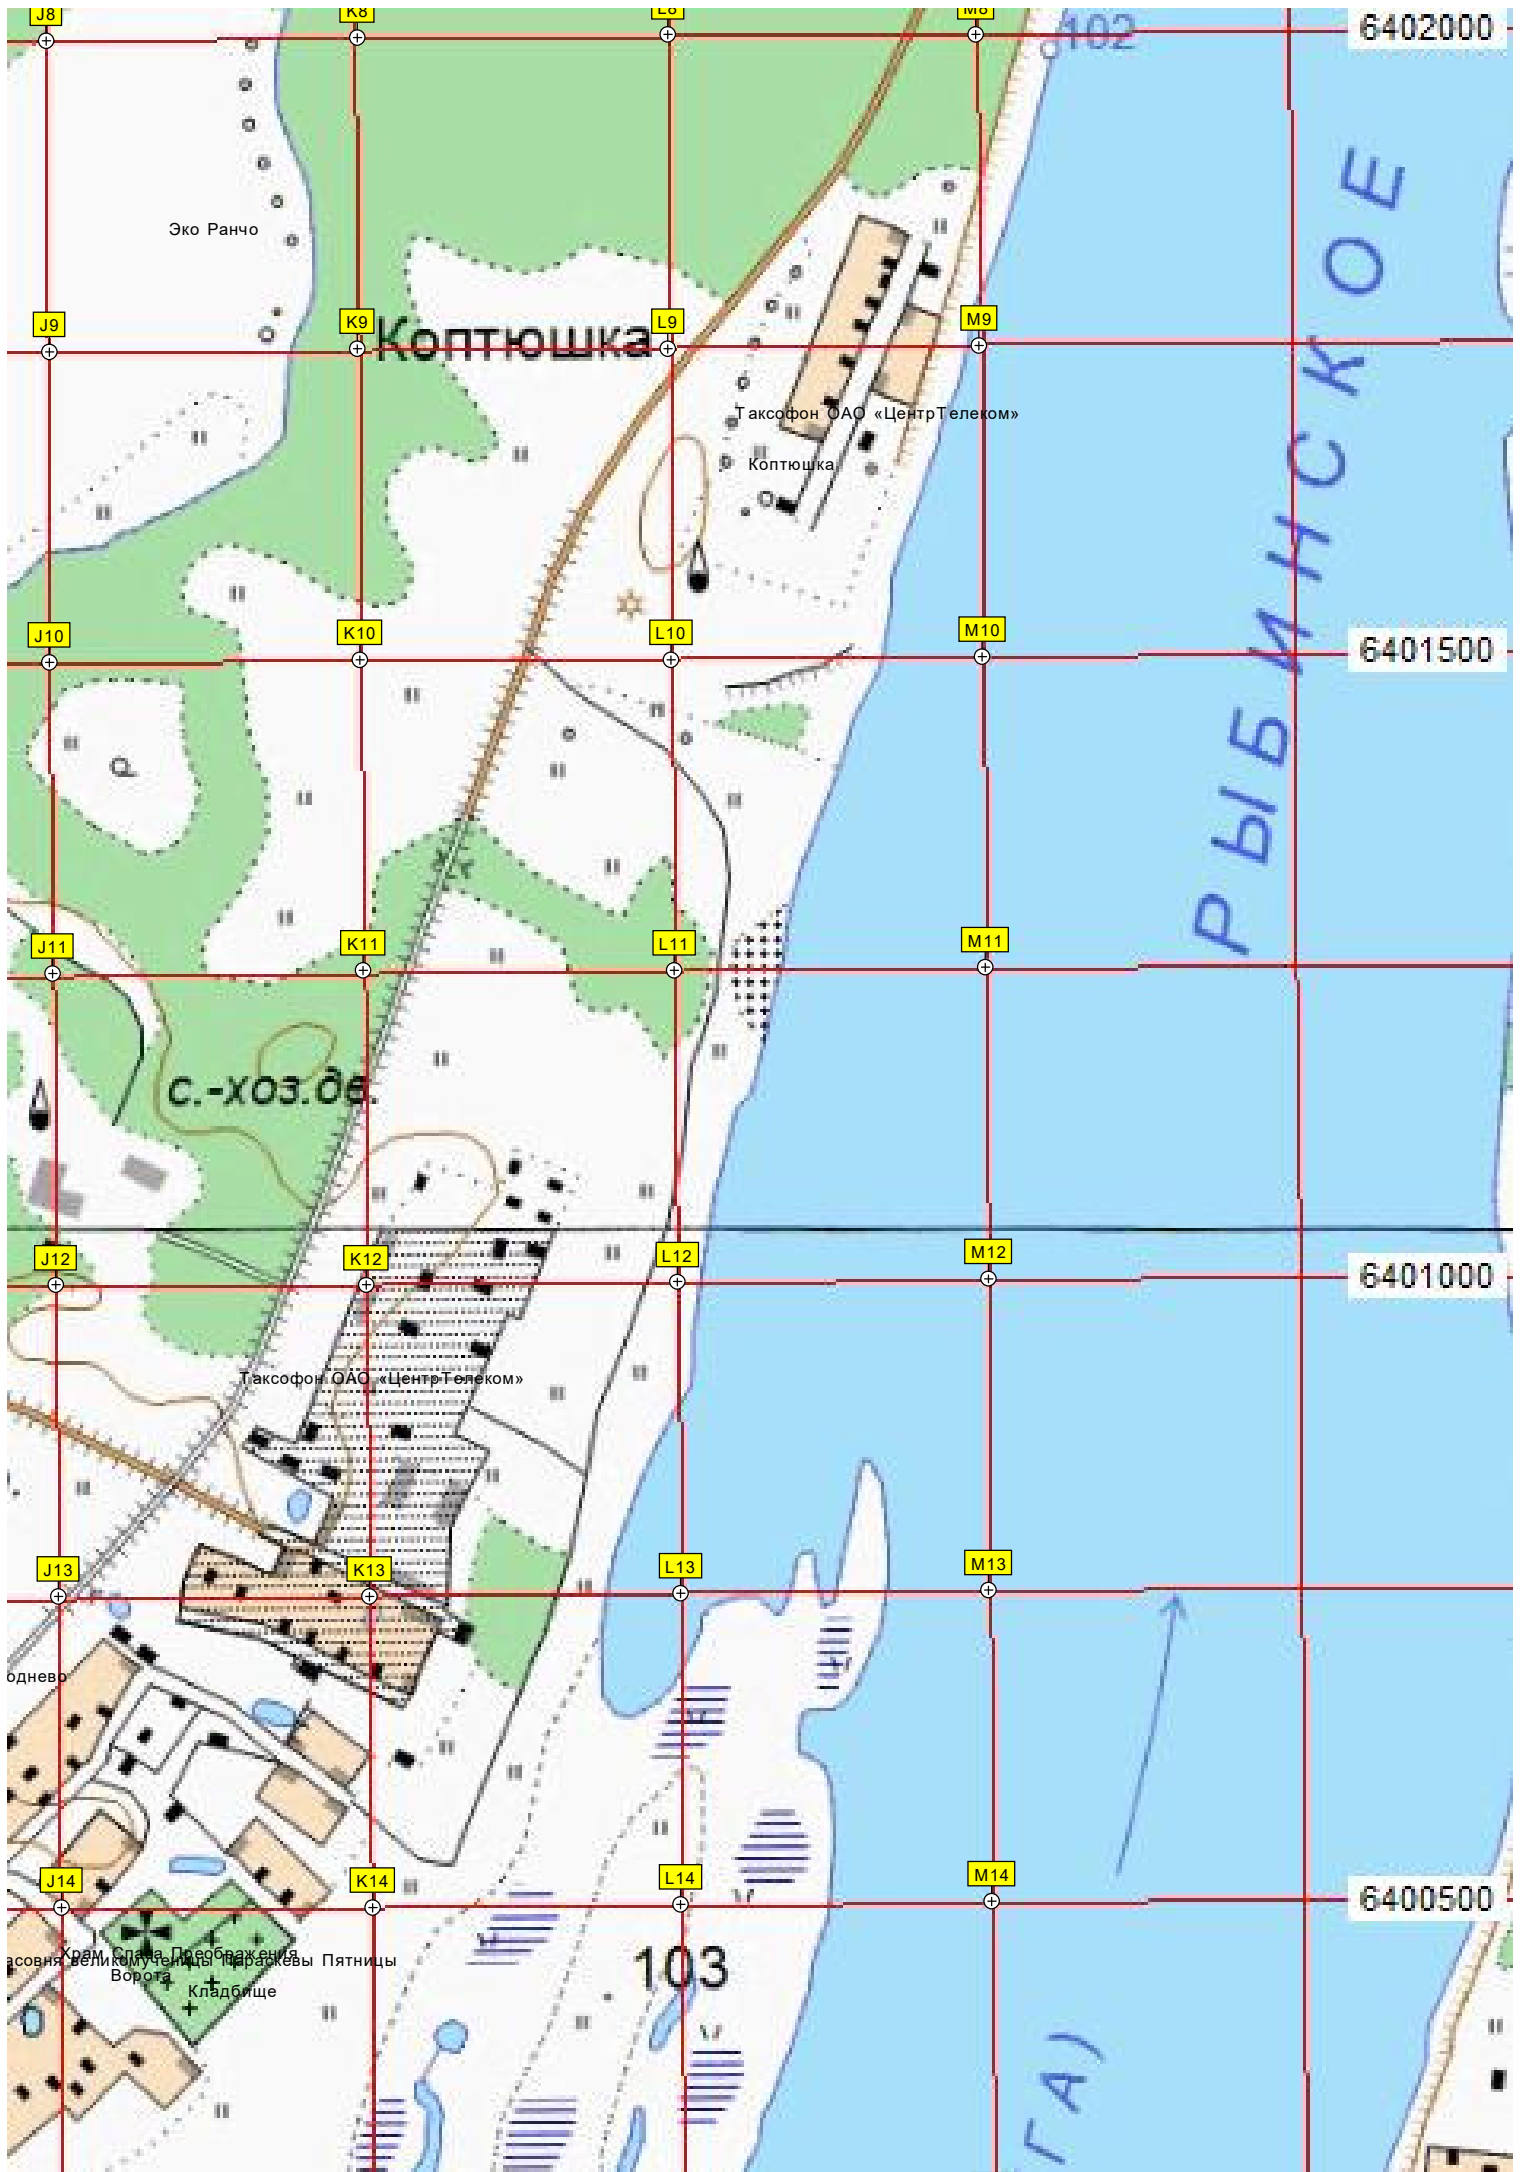 J8 K8 L8 M8
102
6402000
Эко Ранчо
РЫБИНСКОЕ
J9 K9 L9 M9
Коптюшка
Таксофон ОАО «ЦентрТелеком»
Коптюшка
J10 K10 L10 M10
6401500
р
J11 K11 L11 M11
с.-хоз.дв.
J12 K12 L12 M12
6401000
Таксофон ОАО «ЦентрТелеком»
J13 K13 L13 M13
однево
J14 K14 L14 M14
6400500
Храм Спаса Преображения
асовня великомученицы Параскевы Пятницы
Ворота
Кладбище
103
ГА)